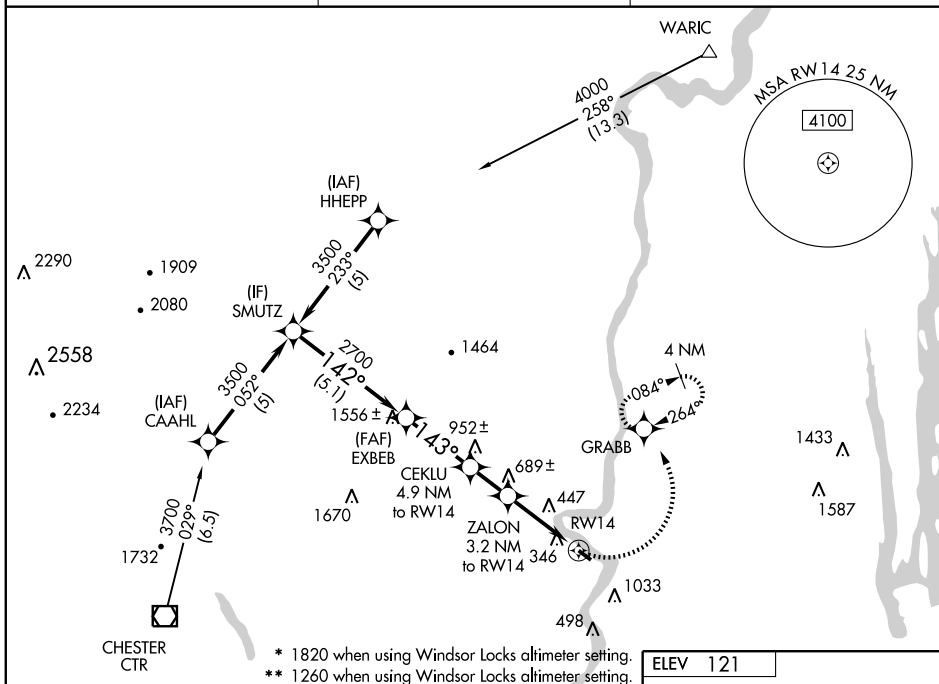 WARIC
4000
258°
(13.3)
MSA RW14 25 NM
4100
(IAF)
HHEPP
3500
233°
(5)
2290
1909
2080
(IF)
SMUTZ
2558
2234
3500
052°
(5)
(IAF)
CAAHL
2700
142°
(5.1)
1464
4 NM
084°
264°
GRABB
1556 ±
(FAF)
EXBEB
143°
952 ±
CEKLU
4.9 NM
to RW14
689 ±
ZALON
3.2 NM
to RW14
447
346
RW14
1433
1587
1670
3700
029°
(6.5)
1732
1033
498
CHESTER
CTR
* 1820 when using Windsor Locks altimeter setting.
** 1260 when using Windsor Locks altimeter setting.
ELEV 121